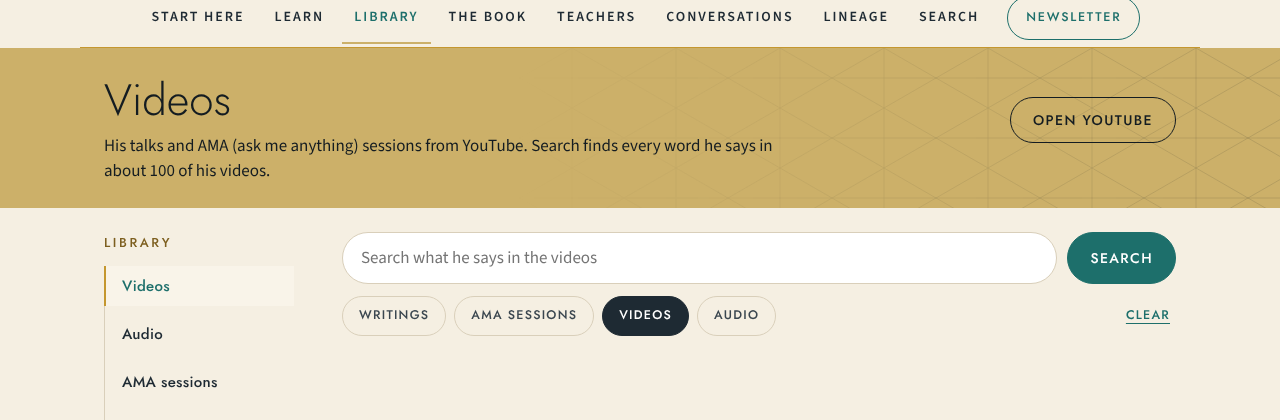 START HERE LEARN LIBRARY THE BOOK TEACHERS CONVERSATIONS LINEAGE SEARCH NEWSLETTER
Videos
OPEN YOUTUBE
His talks and AMA (ask me anything) sessions from YouTube. Search finds every word he says in
about 100 of his videos.
LIBRARY
Videos
Audio
AMA sessions
Search what he says in the videos SEARCH
WRITINGS AMA SESSIONS VIDEOS AUDIO CLEAR